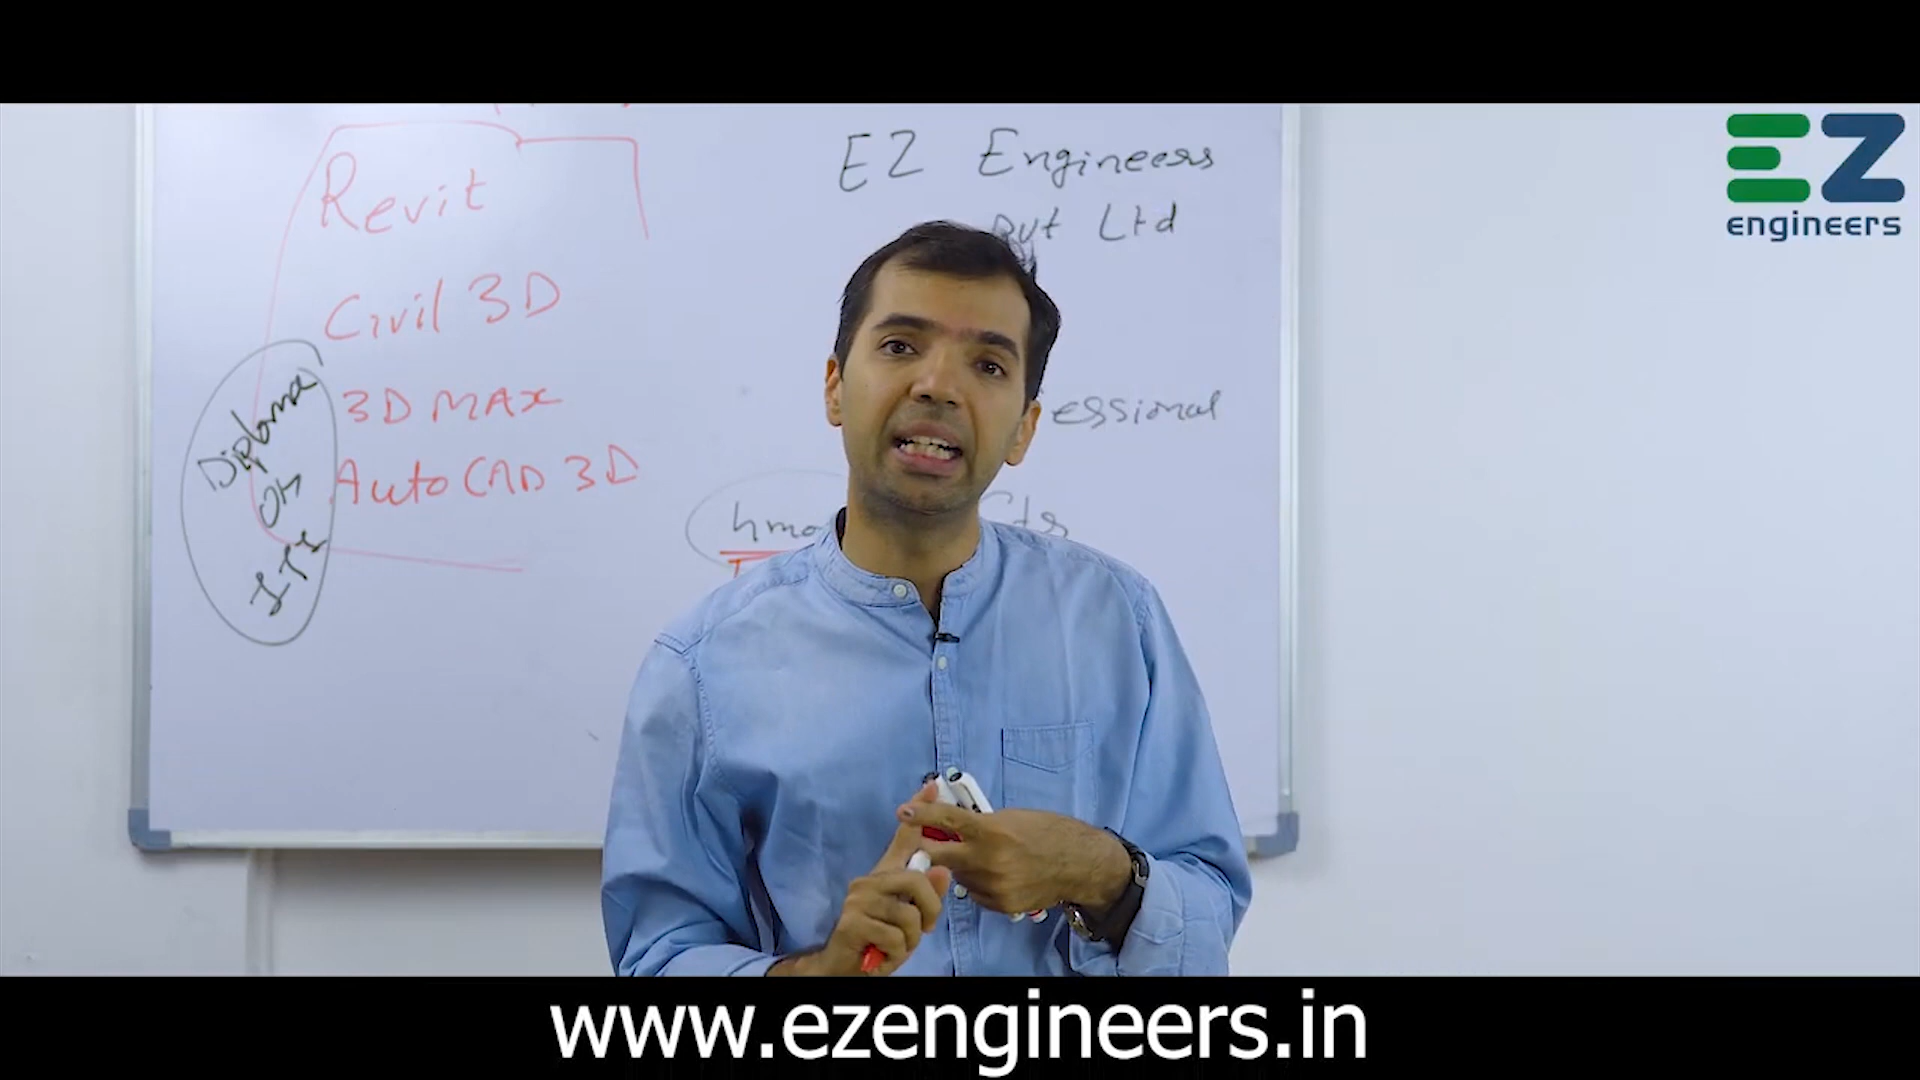 EZ
engineers
EZ Engineers
Pvt Ltd
Revit
Civil 3D
3D MAX
AutoCAD 3D
Diploma
or
essional
www.ezengineers.in